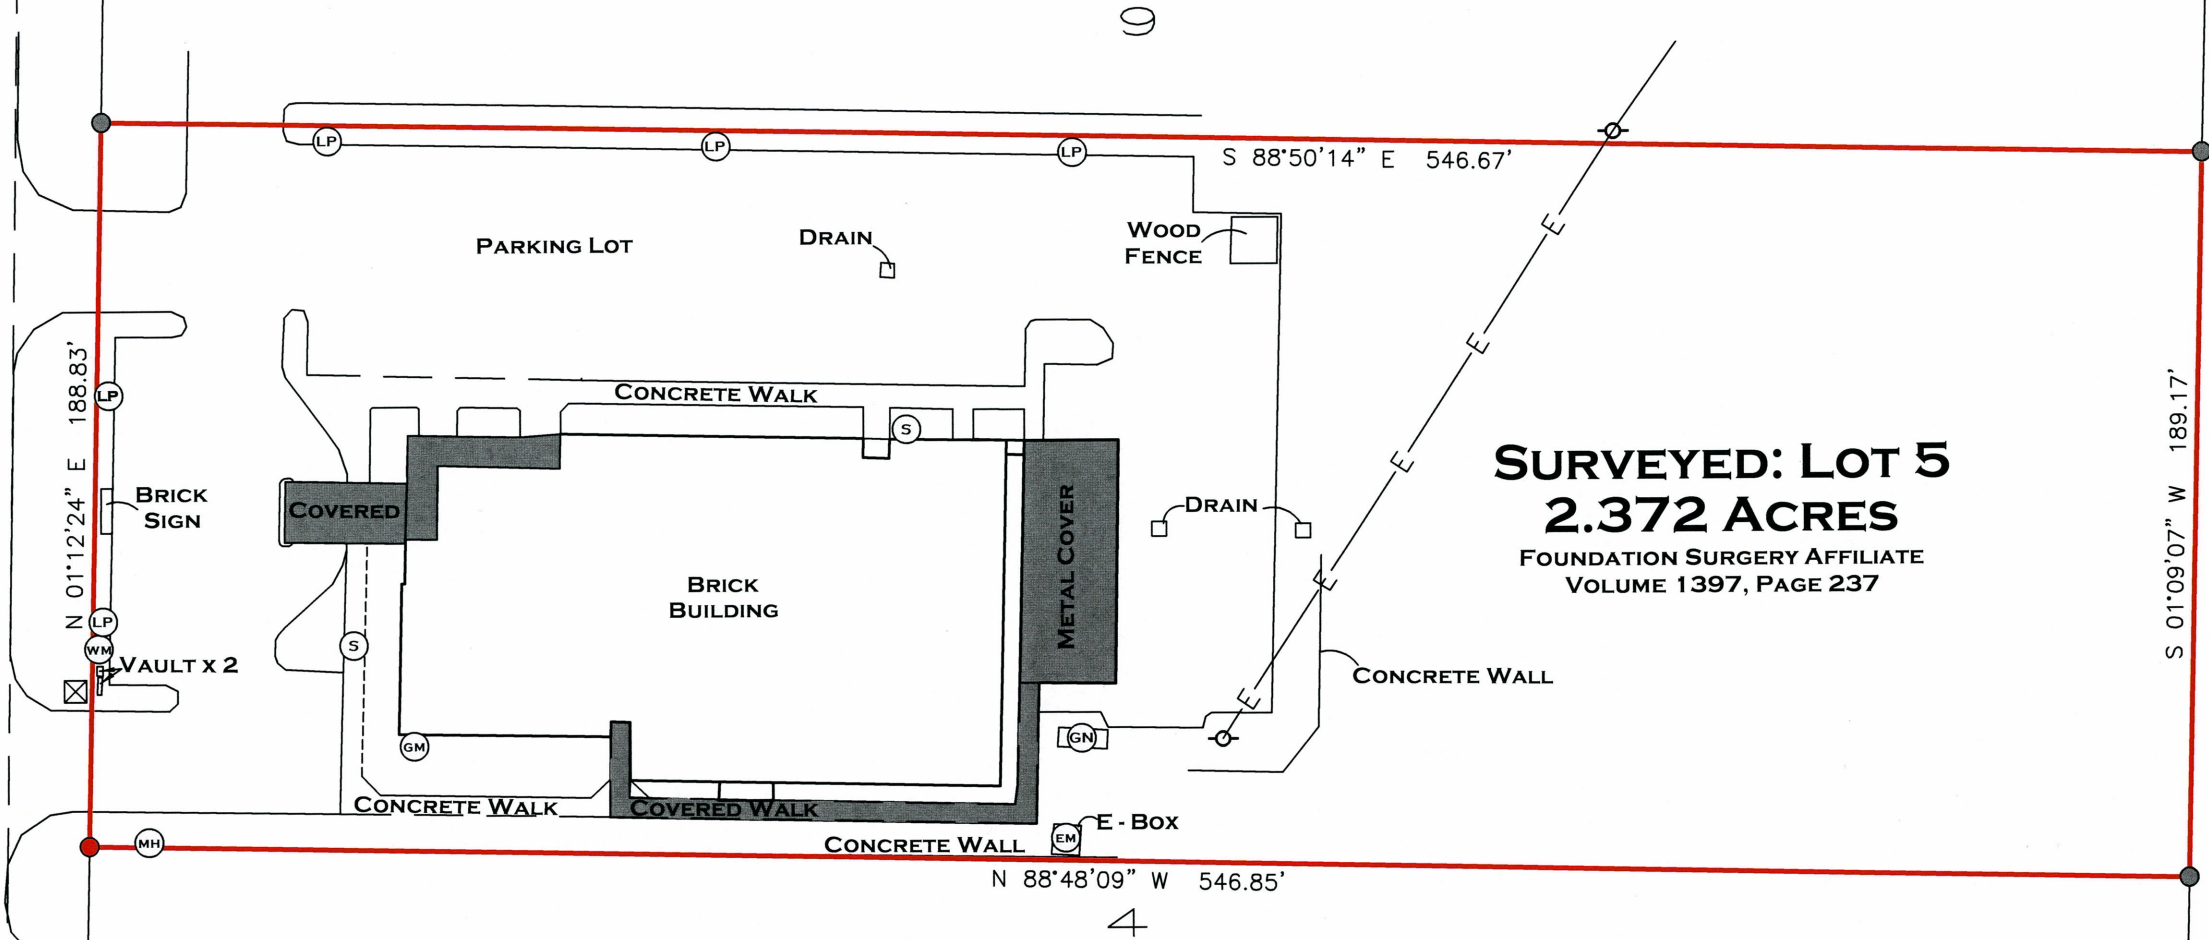 6
S 88°50'14" E 546.67'
LP
LP
LP
PARKING LOT
DRAIN
WOOD
FENCE
E
E
E
E
E
N 01°12'24" E 188.83'
LP
CONCRETE WALK
S
BRICK
SIGN
COVERED
METAL COVER
DRAIN
SURVEYED: LOT 5
2.372 ACRES
FOUNDATION SURGERY AFFILIATE
VOLUME 1397, PAGE 237
S 01°09'07" W 189.17'
BRICK
BUILDING
LP
WM
VAULT X 2
S
CONCRETE WALL
GM
GN
CONCRETE WALK
COVERED WALK
E-BOX
EM
MH
CONCRETE WALL
N 88°48'09" W 546.85'
4